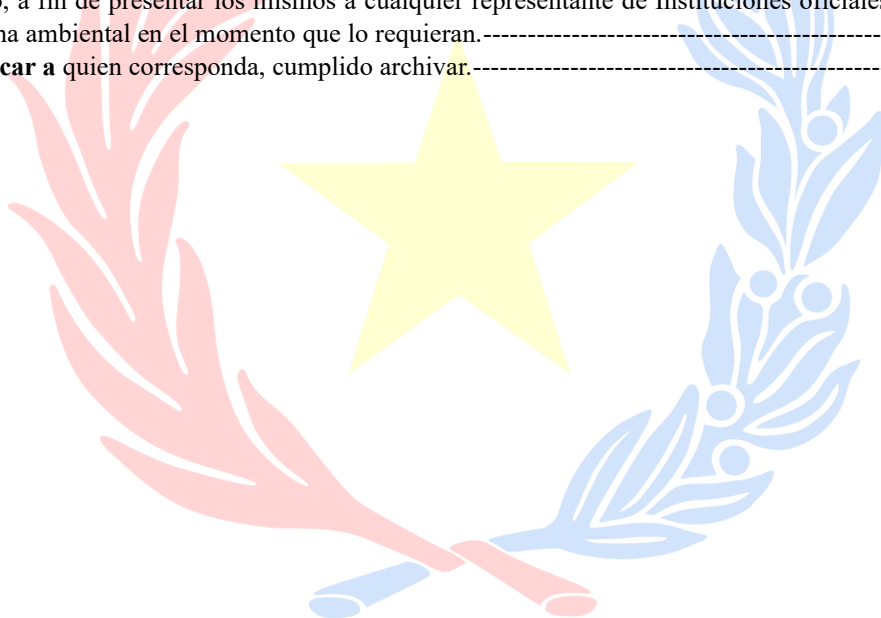 , a fin de presentar los mismos a cualquier representante de Instituciones oficiales
ambiental en el momento que lo requieran.--------------------------------------------
car a quien corresponda, cumplido archivar.---------------------------------------------